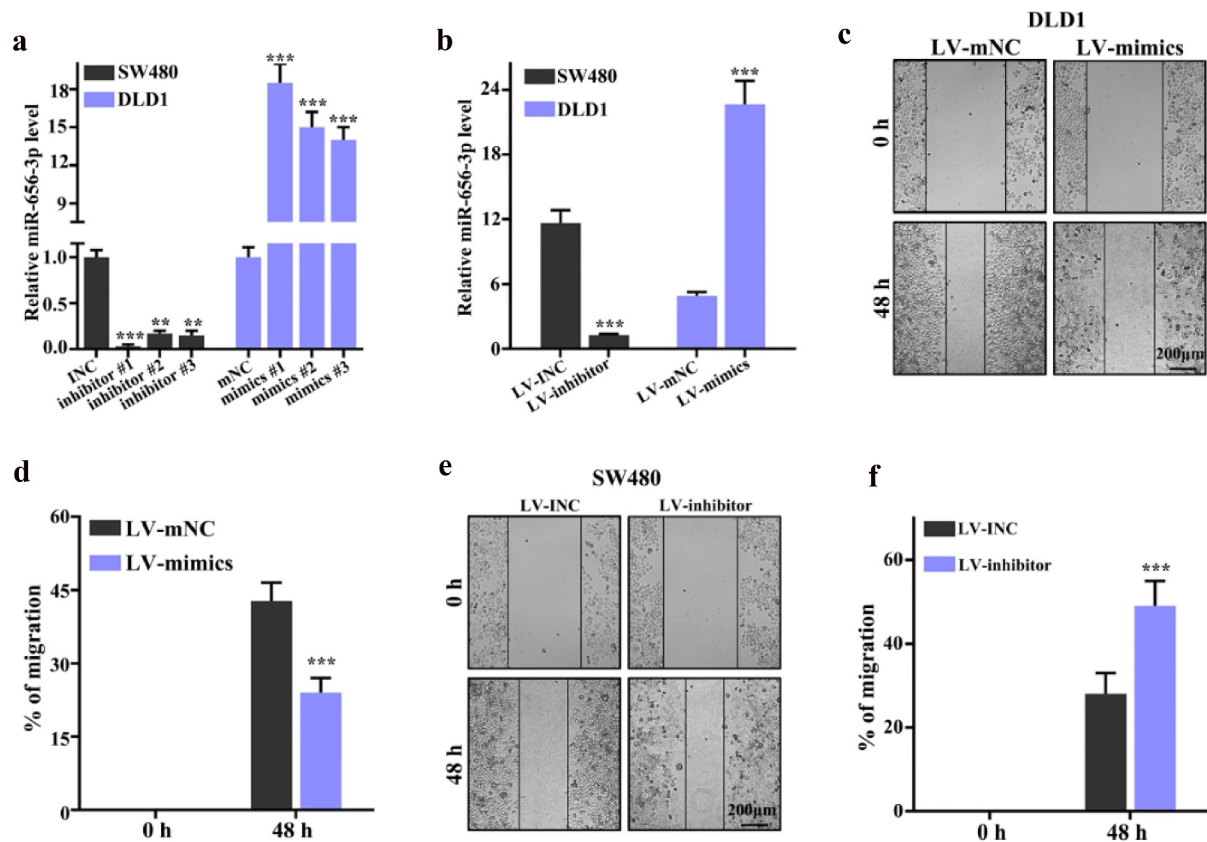 a
Relative miR-656-3p level
SW480
DLD1
18
15
12
9
1.0
0.5
0.0
***
**
**
***
***
***
INC
inhibitor #1
inhibitor #2
inhibitor #3
mNC
mimics #1
mimics #2
mimics #3
b
Relative miR-656-3p level
SW480
DLD1
24
18
12
6
0
***
***
LV-INC
LV-inhibitor
LV-mNC
LV-mimics
c
DLD1
LV-mNC LV-mimics
0 h
48 h
200μm
d
% of migration
LV-mNC
LV-mimics
60
45
30
15
0
***
0 h 48 h
e
SW480
LV-INC LV-inhibitor
0 h
48 h
200μm
f
% of migration
LV-INC
LV-inhibitor
60
40
20
0
***
0 h 48 h